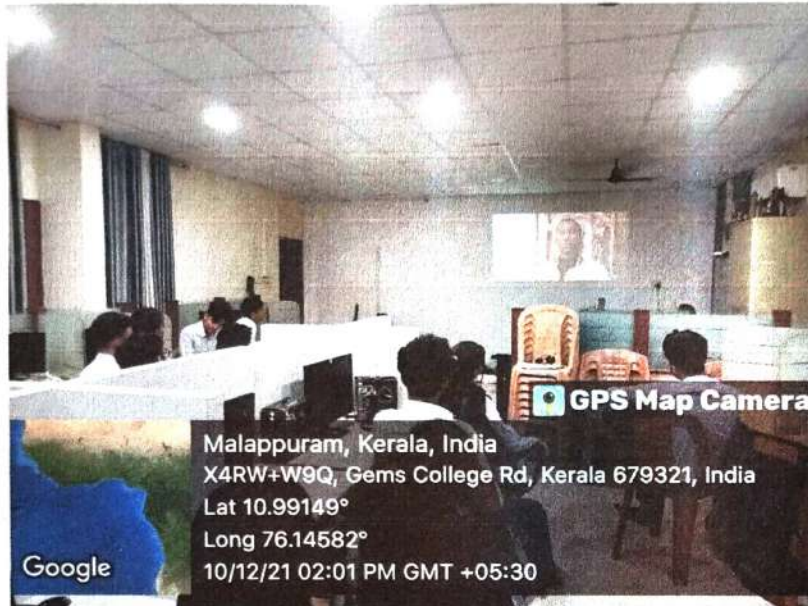 GPS Map Camera
Malappuram, Kerala, India
X4RW+W9Q, Gems College Rd, Kerala 679321, India
Lat 10.99149°
Long 76.14582°
10/12/21 02:01 PM GMT +05:30
Google